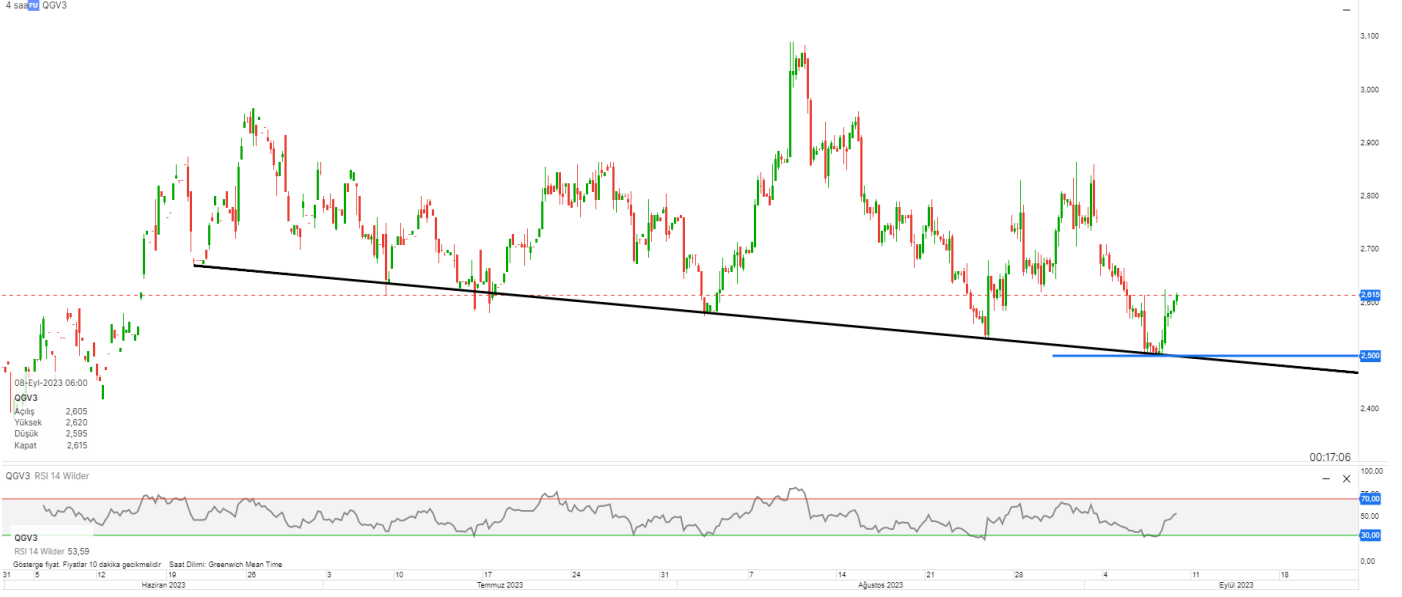 4 saa FU QGV3
3,100
3,000
2,900
2,800
2,700
2,615
2,600
2,500
2,400
08-Eyl-2023 06:00
QGV3
Açılış 2,605
Yüksek 2,620
Düşük 2,595
Kapat 2,615
00:17:06
QGV3 RSI 14 Wilder
100,00
70,00
50,00
30,00
0,00
QGV3
RSI 14 Wilder 53,59
Gösterge fiyat. Fiyatlar 10 dakika gecikmelidir Saat Dilimi: Greenwich Mean Time
31 5 12 19 26 3 10 17 24 31 7 14 21 28 4 11 18
Haziran 2023 Temmuz 2023 Ağustos 2023 Eylül 2023